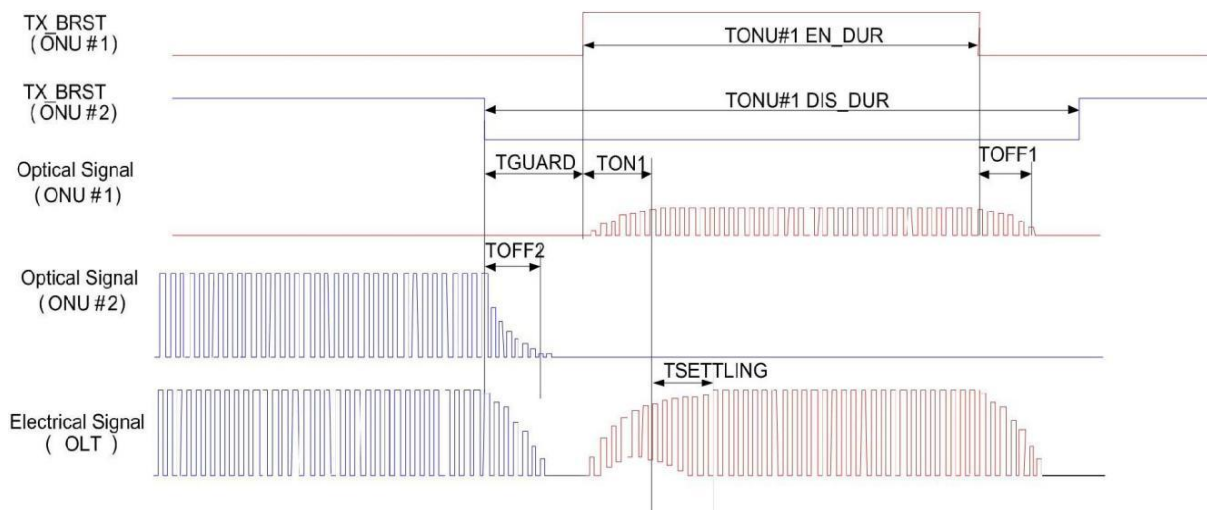 TX_BRST
( ONU #1)
TONU#1 EN_DUR
TX_BRST
(ONU #2)
TONU#1 DIS_DUR
Optical Signal
( ONU #1)
TGUARD
TON1
TOFF1
TOFF2
Optical Signal
(ONU #2)
TSETTLING
Electrical Signal
( OLT )